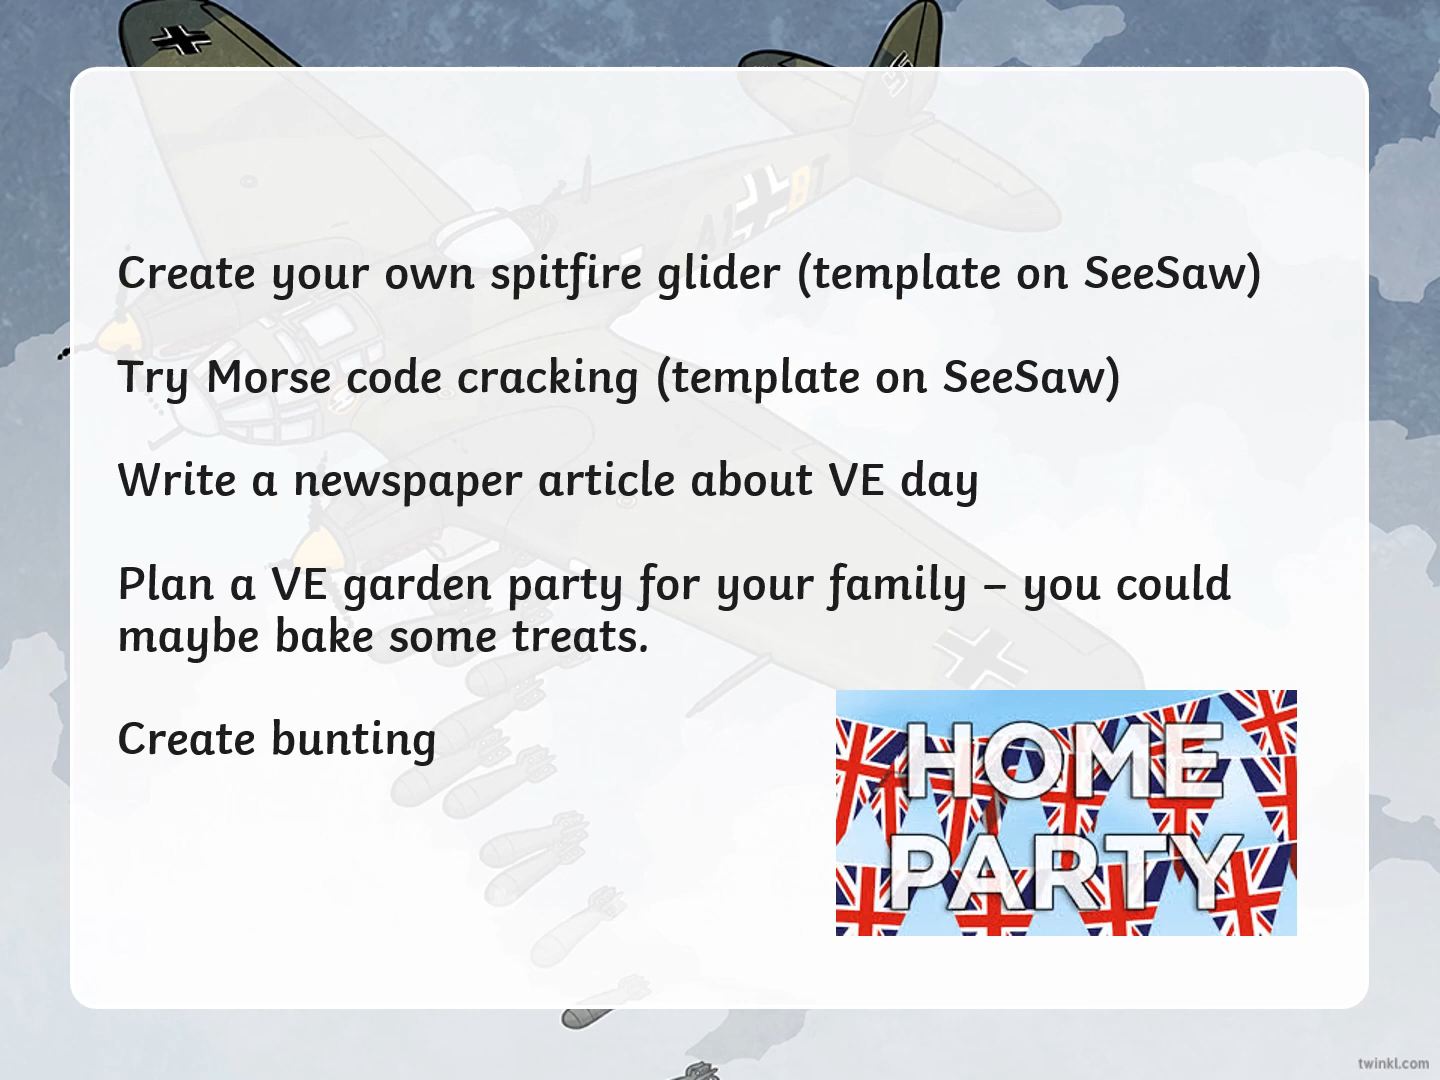 Create your own spitfire glider (template on SeeSaw)
Try Morse code cracking (template on SeeSaw)
Write a newspaper article about VE day
Plan a VE garden party for your family – you could
maybe bake some treats.
Create bunting
HOME
PARTY
twinkl.com